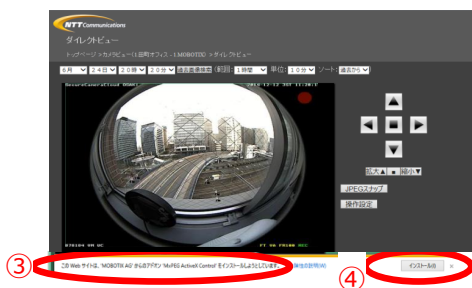 NTT Communications
ダイレクトビュー
トップページ > カメラビュー(1.田町オフィス - 1.MOBOTIX) > ダイレクトビュー
6月 24日 20時 20分 過去画像検索 (範囲: 1時間 単位: 10分 ソート: 過去から)
拡大▲ ■ 縮小▼
JPEGスナップ
操作設定
③ この Web サイトは、'MOBOTIX AG' からのアドオン 'MxPEG ActiveX Control' をインストールしようとしています。
④ インストール(I) ×